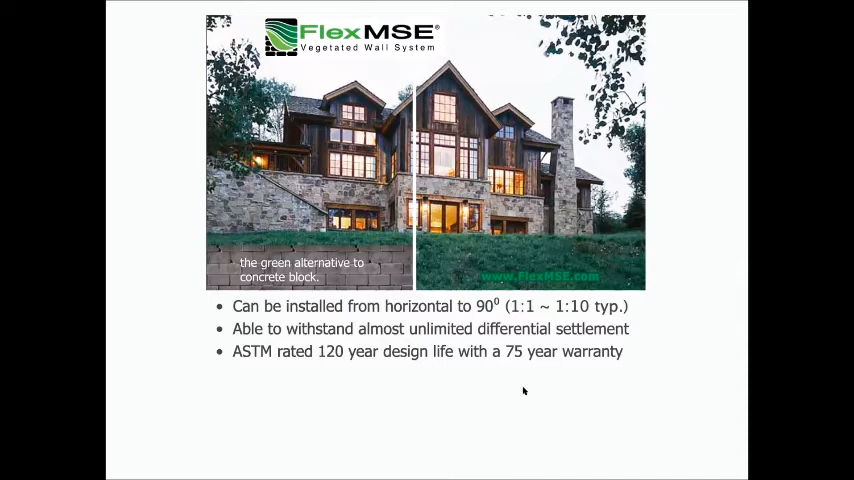 FlexMSE®
Vegetated Wall System
the green alternative to
concrete block.
www.FlexMSE.com
• Can be installed from horizontal to 90⁰ (1:1 ~ 1:10 typ.)
• Able to withstand almost unlimited differential settlement
• ASTM rated 120 year design life with a 75 year warranty